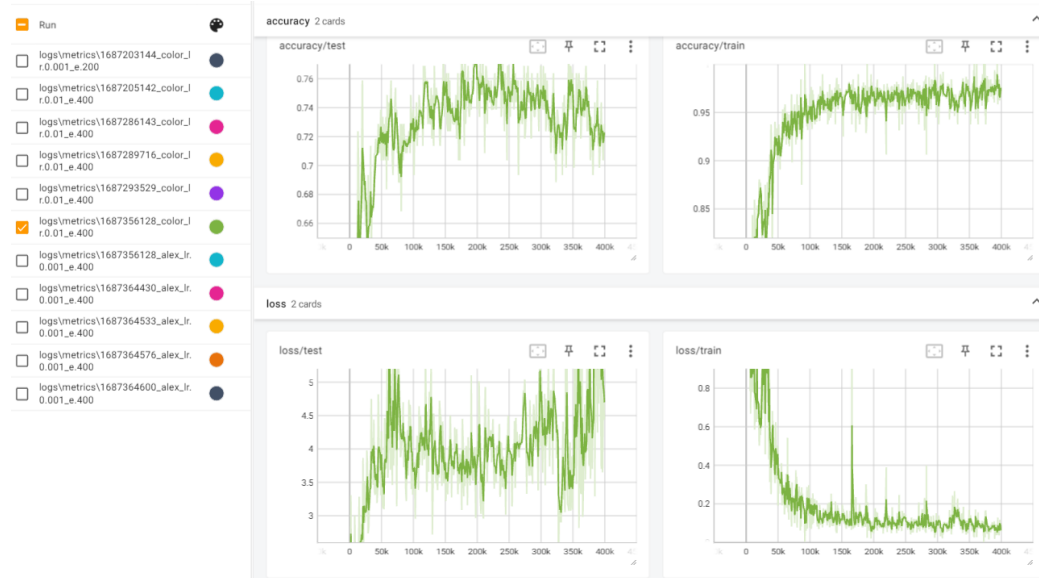 Run
logs\metrics\1687203144_color_l
r.0.001_e.200
logs\metrics\1687205142_color_l
r.0.01_e.400
logs\metrics\1687286143_color_l
r.0.01_e.400
logs\metrics\1687289716_color_l
r.0.01_e.400
logs\metrics\1687293529_color_l
r.0.01_e.400
logs\metrics\1687356128_color_l
r.0.01_e.400
logs\metrics\1687356128_alex_lr.
0.001_e.400
logs\metrics\1687364430_alex_lr.
0.001_e.400
logs\metrics\1687364533_alex_lr.
0.001_e.400
logs\metrics\1687364576_alex_lr.
0.001_e.400
logs\metrics\1687364600_alex_lr.
0.001_e.400
accuracy 2 cards
accuracy/test
0.76
0.74
0.72
0.7
0.68
0.66
0 50k 100k 150k 200k 250k 300k 350k 400k
accuracy/train
0.95
0.9
0.85
0 50k 100k 150k 200k 250k 300k 350k 400k
loss 2 cards
loss/test
5
4.5
4
3.5
3
0 50k 100k 150k 200k 250k 300k 350k 400k
loss/train
0.8
0.6
0.4
0.2
0 50k 100k 150k 200k 250k 300k 350k 400k